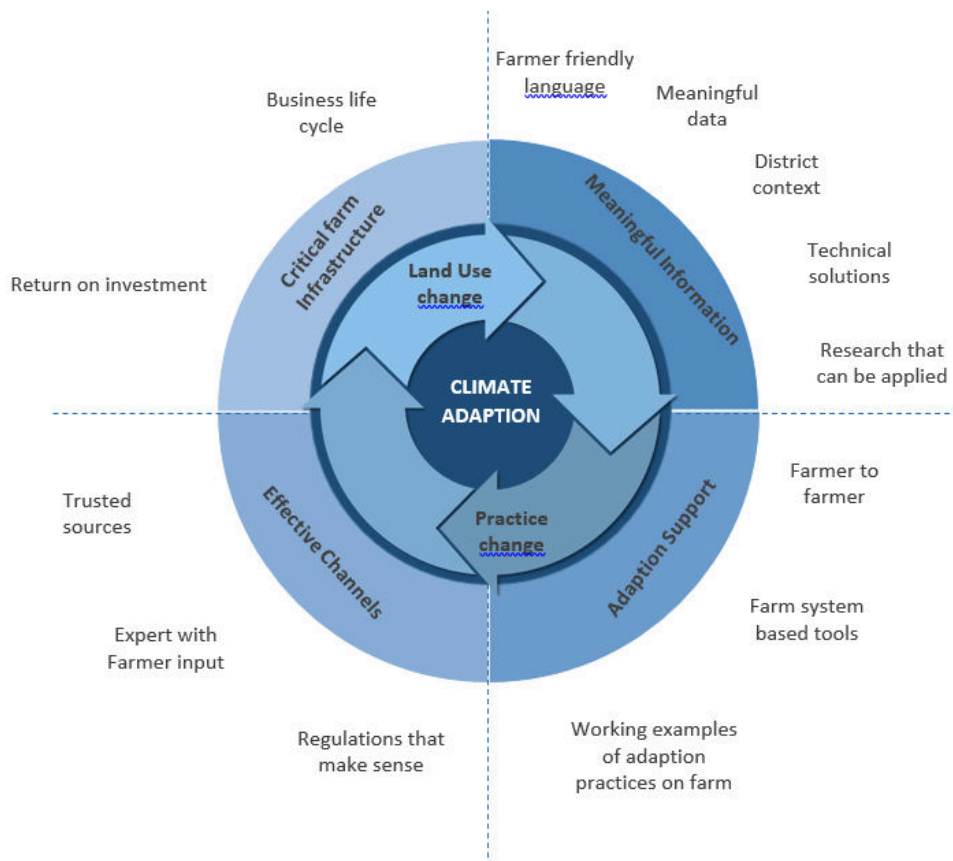 Farmer friendly
language
Meaningful
data
Business life
cycle
District
context
Meaningful Information
Critical farm
Infrastructure
Technical
solutions
Land Use
change
Return on investment
Research that
can be applied
CLIMATE
ADAPTION
Farmer to
farmer
Trusted
sources
Effective Channels
Practice
change
Adaption Support
Farm system
based tools
Expert with
Farmer input
Regulations that
make sense
Working examples
of adaption
practices on farm